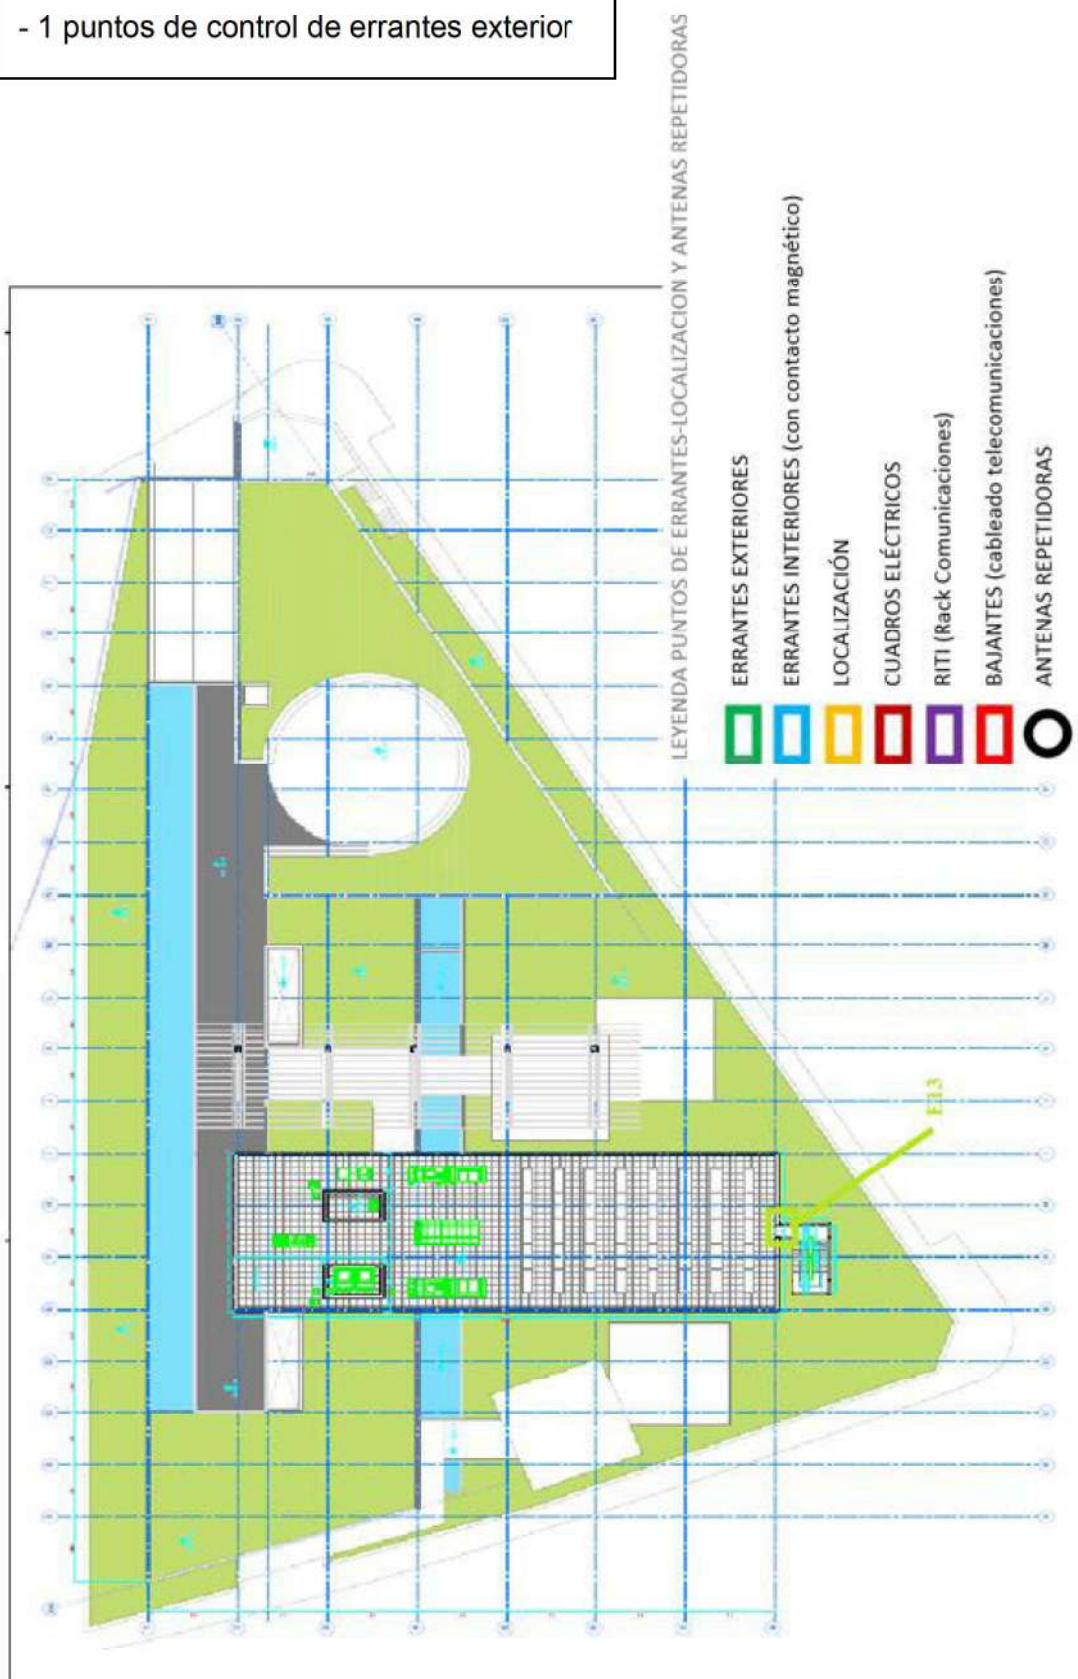 - 1 puntos de control de errantes exterior
LEYENDA PUNTOS DE ERRANTES-LOCALIZACION Y ANTENAS REPETIDORAS
ERRANTES EXTERIORES
ERRANTES INTERIORES (con contacto magnético)
LOCALIZACIÓN
CUADROS ELÉCTRICOS
RITI (Rack Comunicaciones)
BAJANTES (cableado telecomunicaciones)
ANTENAS REPETIDORAS
E13